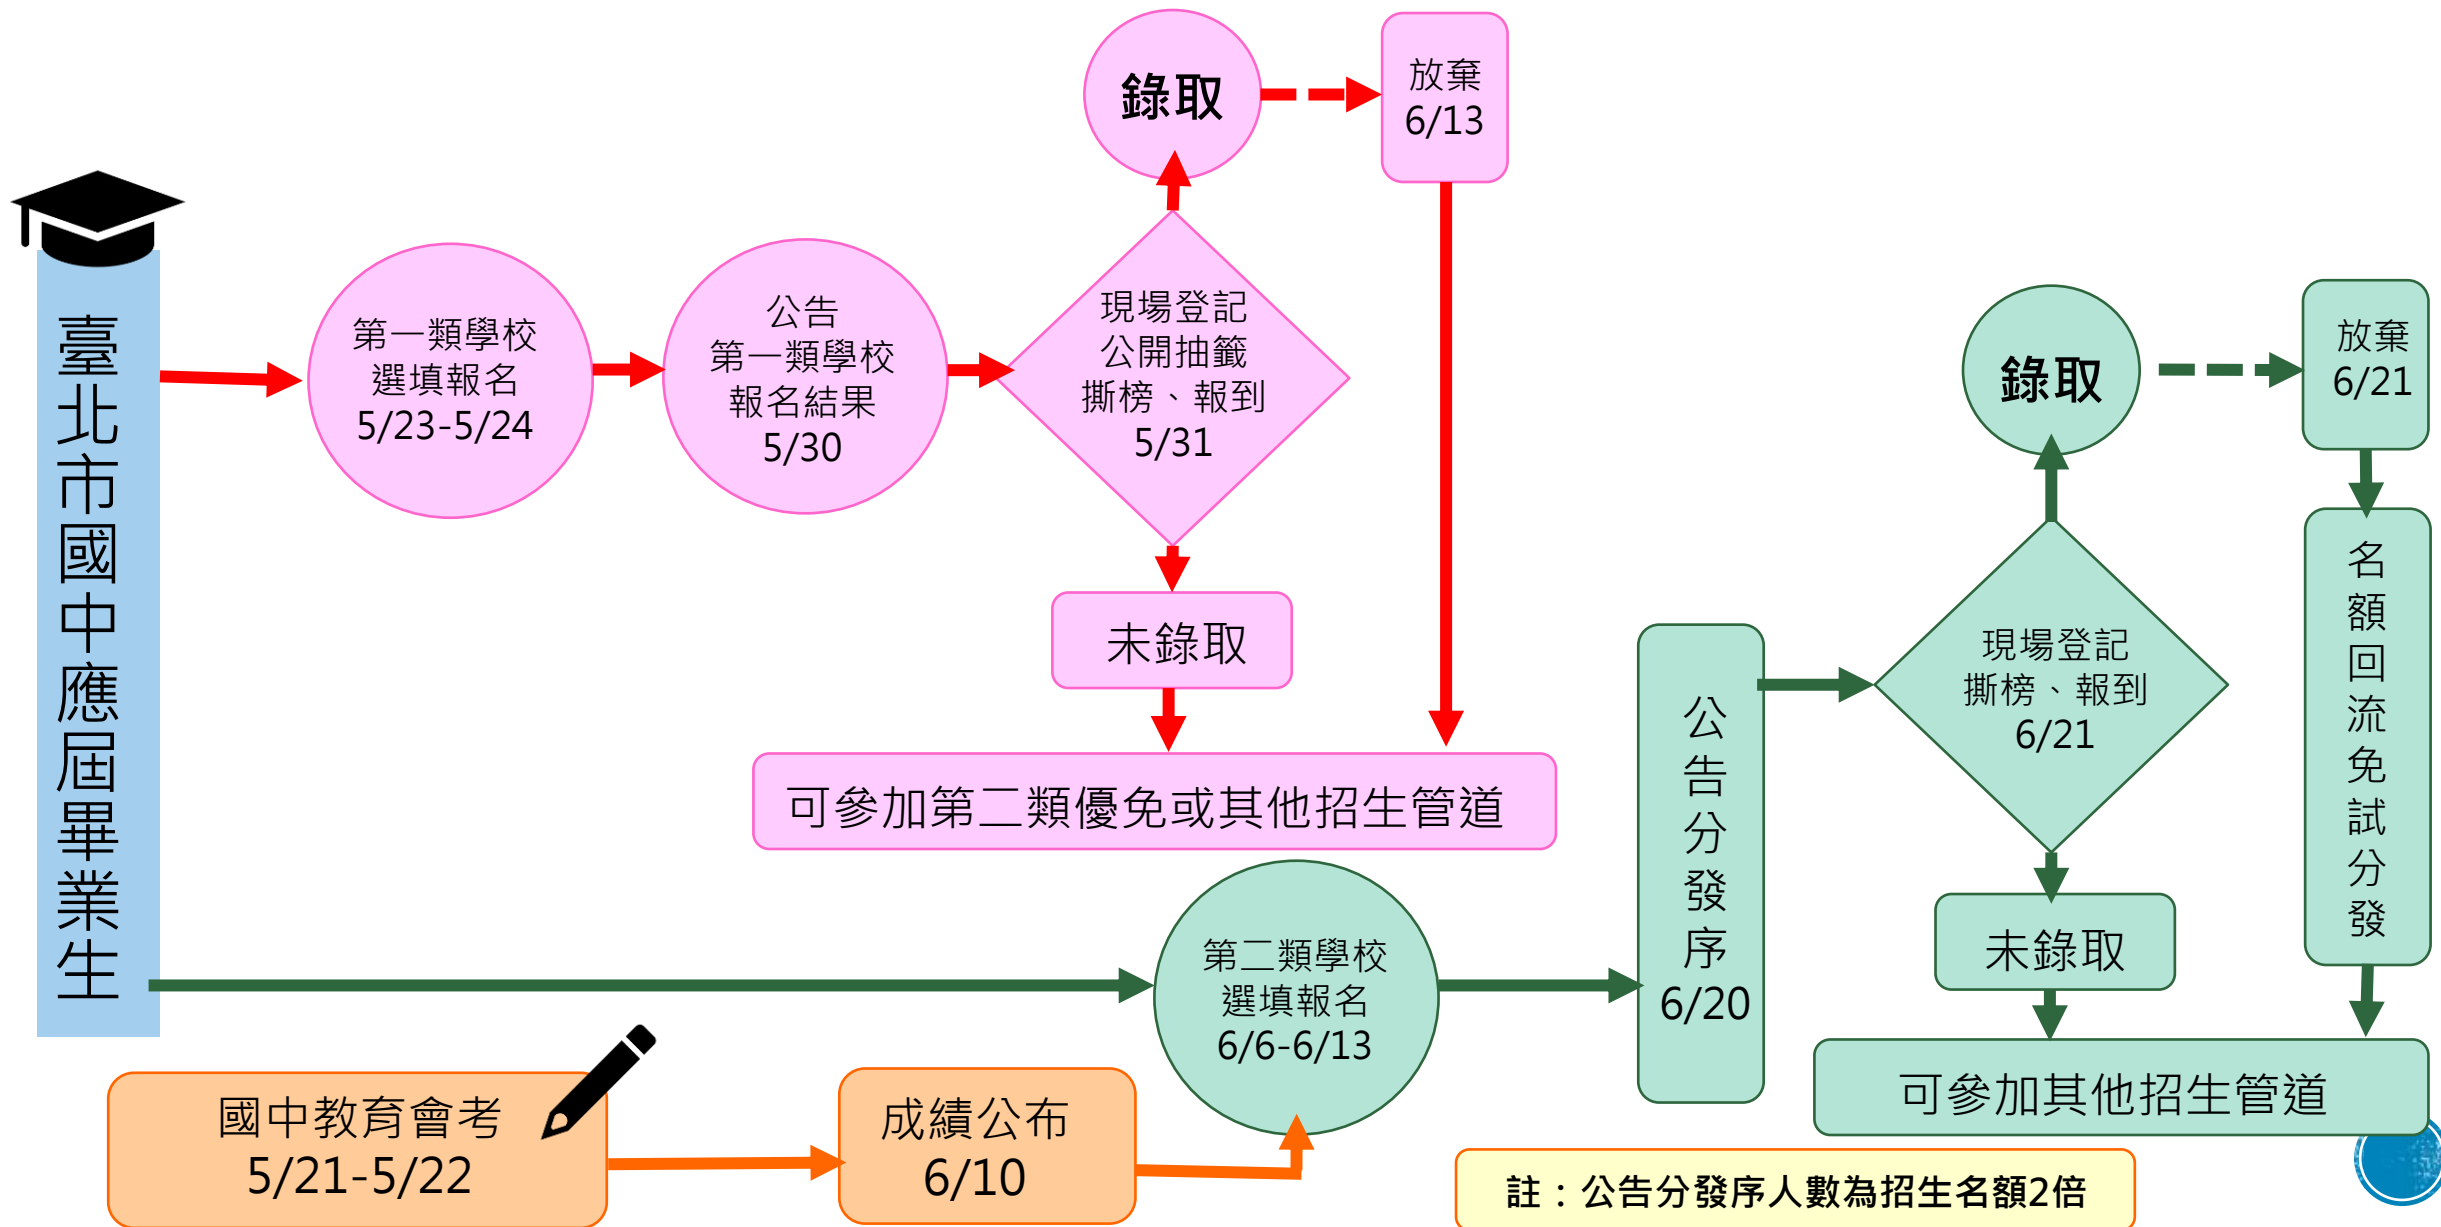 臺北市國中應屆畢業生
第一類學校
選填報名
5/23-5/24
公告
第一類學校
報名結果
5/30
現場登記
公開抽籤
撕榜、報到
5/31
錄取
放棄
6/13
未錄取
可參加第二類優免或其他招生管道
國中教育會考
5/21-5/22
成績公布
6/10
第二類學校
選填報名
6/6-6/13
公告分發序
6/20
現場登記
撕榜、報到
6/21
錄取
放棄
6/21
名額回流免試分發
未錄取
可參加其他招生管道
註：公告分發序人數為招生名額2倍